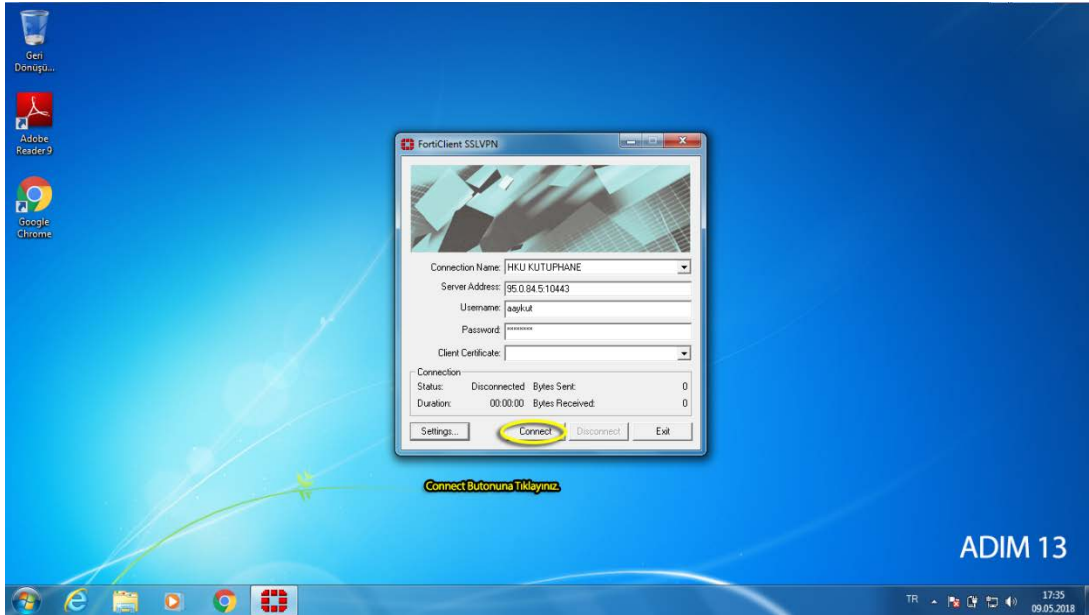 Geri
Dönüşü...
Adobe
Reader 9
Google
Chrome
FortiClient SSLVPN
Connection Name: HKU KUTUPHANE
Server Address: 95.0.84.5:10443
Username: aaykut
Password: ********
Client Certificate:
Connection
Status: Disconnected Bytes Sent: 0
Duration: 00:00:00 Bytes Received: 0
Settings... Connect Disconnect Exit
Connect Butonuna Tıklayınız.
ADIM 13
TR 17:35
09.05.2018